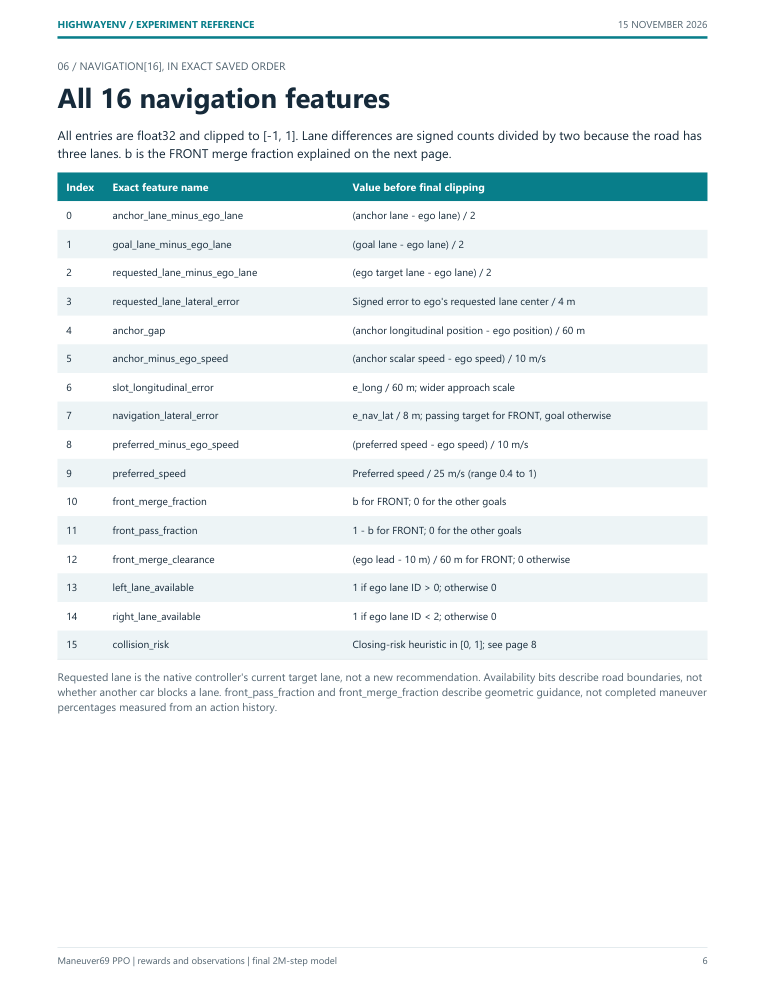 HIGHWAYENV / EXPERIMENT REFERENCE 15 NOVEMBER 2026
06 / NAVIGATION[16], IN EXACT SAVED ORDER
All 16 navigation features
All entries are float32 and clipped to [-1, 1]. Lane differences are signed counts divided by two because the road has
three lanes. b is the FRONT merge fraction explained on the next page.
Index Exact feature name Value before final clipping
0 anchor_lane_minus_ego_lane (anchor lane - ego lane) / 2
1 goal_lane_minus_ego_lane (goal lane - ego lane) / 2
2 requested_lane_minus_ego_lane (ego target lane - ego lane) / 2
3 requested_lane_lateral_error Signed error to ego's requested lane center / 4 m
4 anchor_gap (anchor longitudinal position - ego position) / 60 m
5 anchor_minus_ego_speed (anchor scalar speed - ego speed) / 10 m/s
6 slot_longitudinal_error e_long / 60 m; wider approach scale
7 navigation_lateral_error e_nav_lat / 8 m; passing target for FRONT, goal otherwise
8 preferred_minus_ego_speed (preferred speed - ego speed) / 10 m/s
9 preferred_speed Preferred speed / 25 m/s (range 0.4 to 1)
10 front_merge_fraction b for FRONT; 0 for the other goals
11 front_pass_fraction 1 - b for FRONT; 0 for the other goals
12 front_merge_clearance (ego lead - 10 m) / 60 m for FRONT; 0 otherwise
13 left_lane_available 1 if ego lane ID > 0; otherwise 0
14 right_lane_available 1 if ego lane ID < 2; otherwise 0
15 collision_risk Closing-risk heuristic in [0, 1]; see page 8
Requested lane is the native controller's current target lane, not a new recommendation. Availability bits describe road boundaries, not
whether another car blocks a lane. front_pass_fraction and front_merge_fraction describe geometric guidance, not completed maneuver
percentages measured from an action history.
Maneuver69 PPO | rewards and observations | final 2M-step model 6